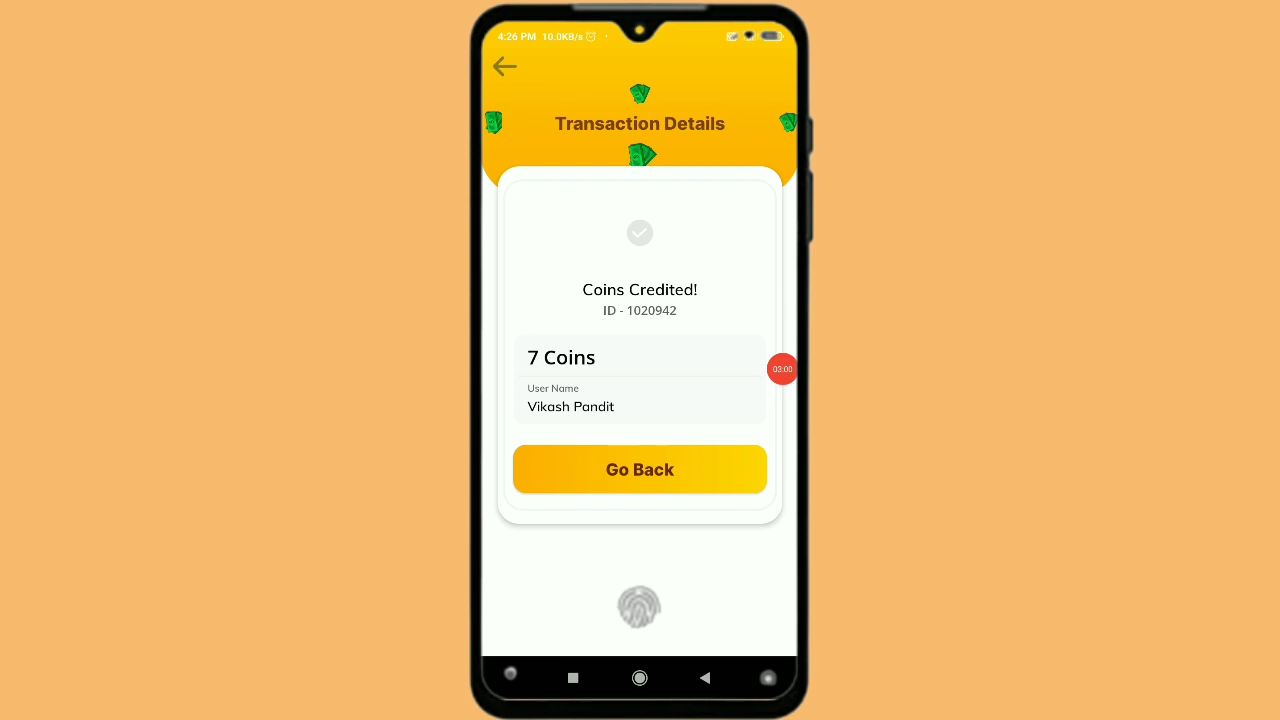 4:26 PM 10.0KB/s
Transaction Details
Coins Credited!
ID - 1020942
7 Coins
03:00
User Name
Vikash Pandit
Go Back